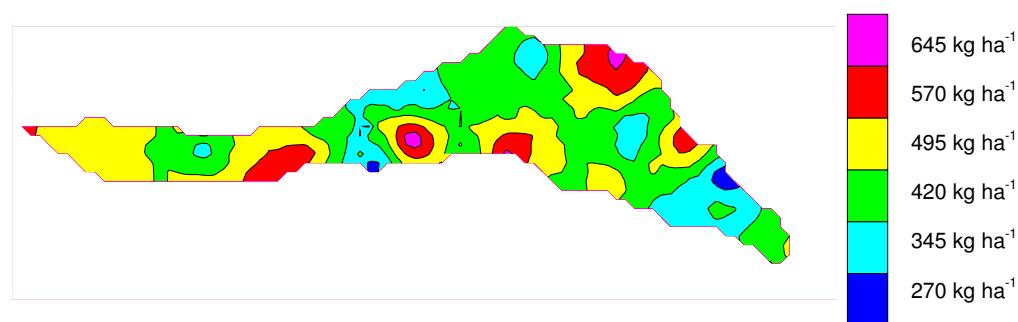 645 kg ha⁻¹
570 kg ha⁻¹
495 kg ha⁻¹
420 kg ha⁻¹
345 kg ha⁻¹
270 kg ha⁻¹